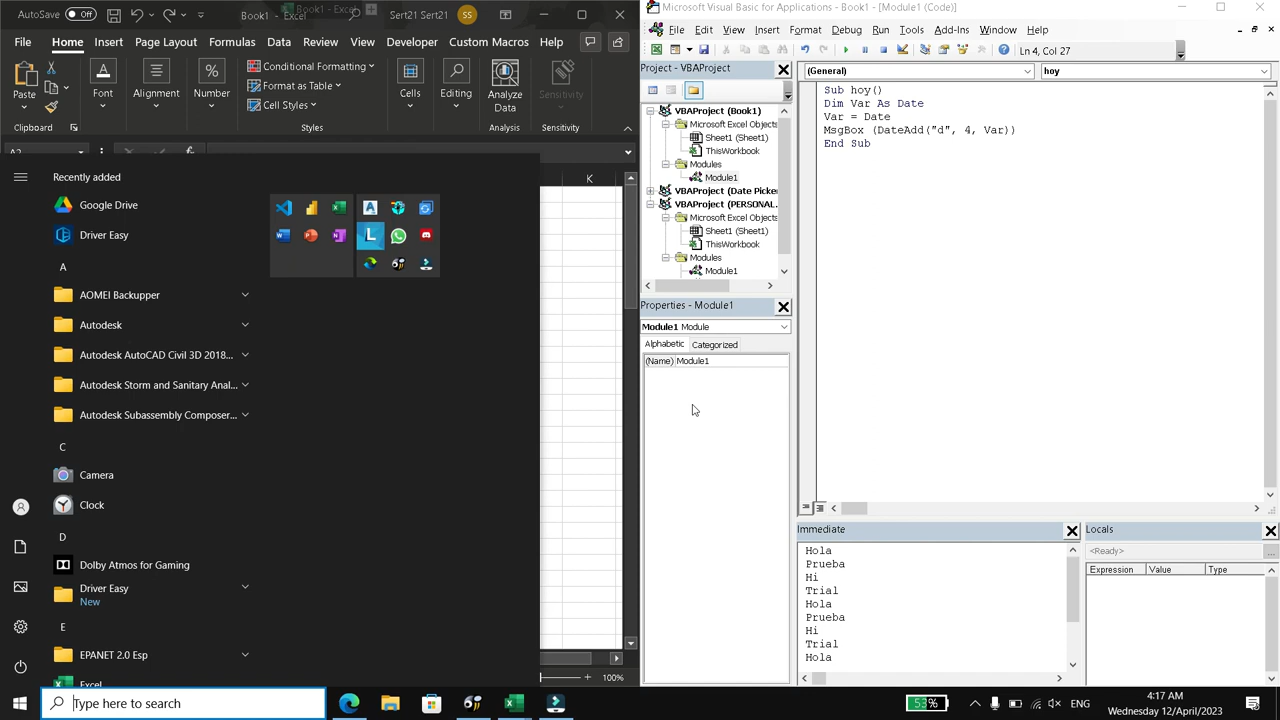 AutoSave Off Book1 - Excel Sert21 Sert21 SS
Book1 - Excel
File Home Insert Page Layout Formulas Data Review View Developer Custom Macros Help
Paste Font Alignment Number Conditional Formatting Format as Table Cell Styles Cells Editing Analyze Data Sensitivity
Clipboard Styles Analysis Sensitivity
K
Recently added
Google Drive
Driver Easy
A
AOMEI Backupper
Autodesk
Autodesk AutoCAD Civil 3D 2018...
Autodesk Storm and Sanitary Anal...
Autodesk Subassembly Composer...
C
Camera
Clock
D
Dolby Atmos for Gaming
Driver Easy
New
E
EPANET 2.0 Esp
Excel
100%
Microsoft Visual Basic for Applications - Book1 - [Module1 (Code)]
File Edit View Insert Format Debug Run Tools Add-Ins Window Help
Ln 4, Col 27
Project - VBAProject
VBAProject (Book1)
Microsoft Excel Objects
Sheet1 (Sheet1)
ThisWorkbook
Modules
Module1
VBAProject (Date Picke
VBAProject (PERSONAL.
Microsoft Excel Objects
Sheet1 (Sheet1)
ThisWorkbook
Modules
Module1
Properties - Module1
Module1 Module
Alphabetic Categorized
(Name) Module1
(General) hoy
Sub hoy()
Dim Var As Date
Var = Date
MsgBox (DateAdd("d", 4, Var))
End Sub
Immediate
Hola
Prueba
Hi
Trial
Hola
Prueba
Hi
Trial
Hola
Locals
<Ready>
Expression Value Type
Type here to search
53% ENG
4:17 AM
Wednesday 12/April/2023